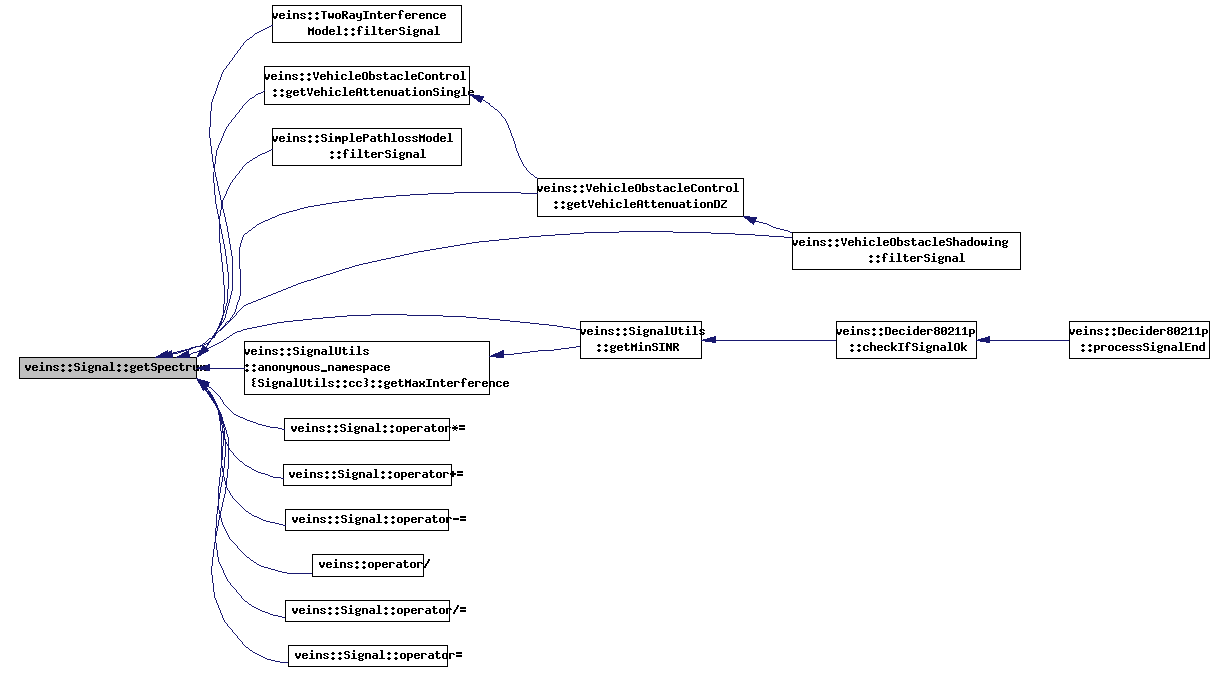 veins::TwoRayInterference
Model::filterSignal
veins::VehicleObstacleControl
::getVehicleAttenuationSingle
veins::SimplePathlossModel
::filterSignal
veins::VehicleObstacleControl
::getVehicleAttenuationDZ
veins::VehicleObstacleShadowing
::filterSignal
veins::SignalUtils
::getMinSINR
veins::Decider80211p
::checkIfSignalOk
veins::Decider80211p
::processSignalEnd
veins::Signal::getSpectrum
veins::SignalUtils
::anonymous_namespace
{SignalUtils::cc}::getMaxInterference
veins::Signal::operator*=
veins::Signal::operator+=
veins::Signal::operator-=
veins::operator/
veins::Signal::operator/=
veins::Signal::operator=